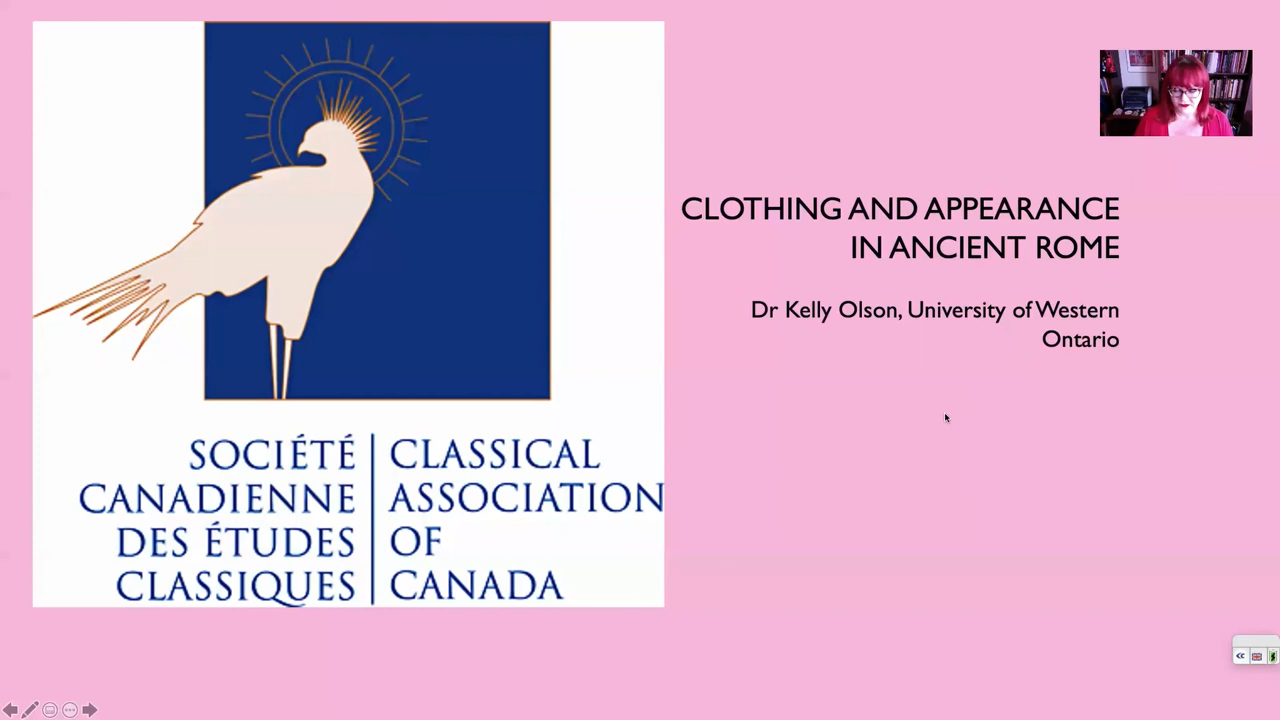 CLOTHING AND APPEARANCE
IN ANCIENT ROME
Dr Kelly Olson, University of Western
Ontario
SOCIÉTÉ
CANADIENNE
DES ÉTUDES
CLASSIQUES
CLASSICAL
ASSOCIATION
OF
CANADA